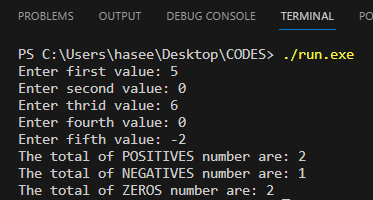 PROBLEMS OUTPUT DEBUG CONSOLE TERMINAL
PS C:\Users\hasee\Desktop\CODES> ./run.exe
Enter first value: 5
Enter second value: 0
Enter thrid value: 6
Enter fourth value: 0
Enter fifth value: -2
The total of POSITIVES number are: 2
The total of NEGATIVES number are: 1
The total of ZEROS number are: 2